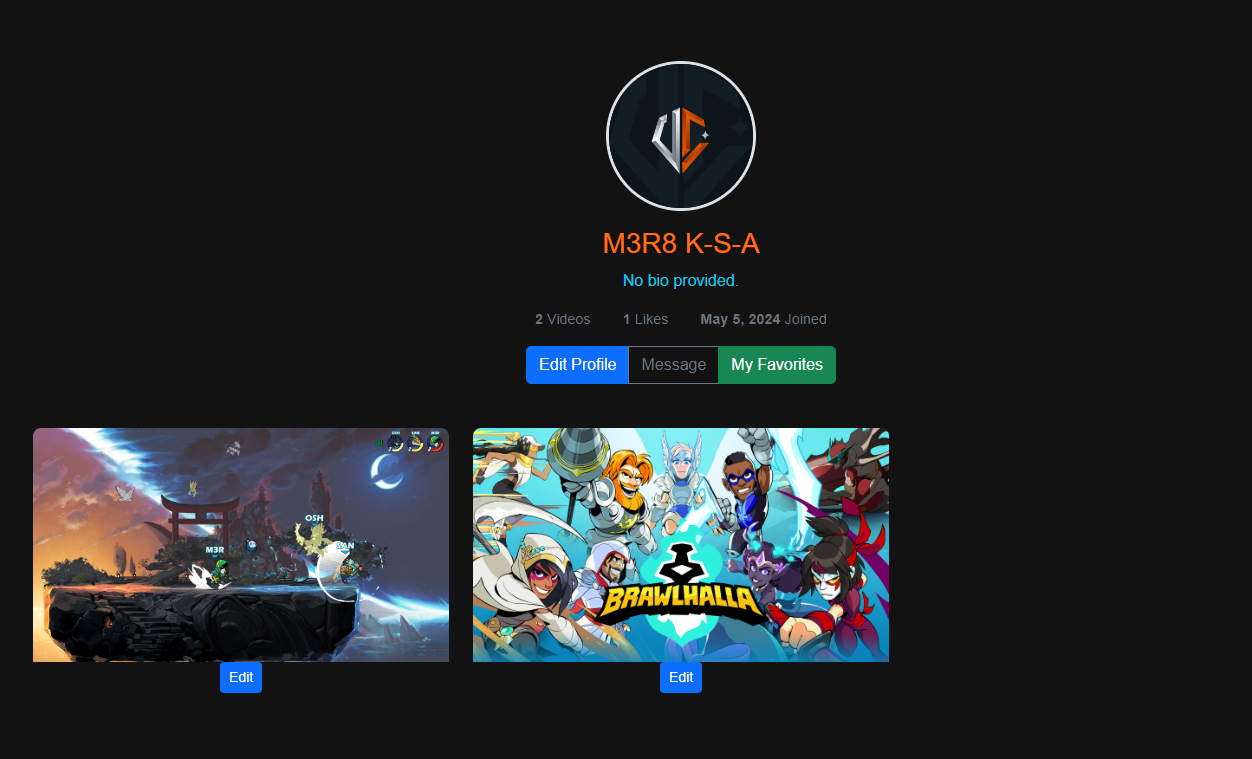 M3R8 K-S-A
No bio provided.
2 Videos 1 Likes May 5, 2024 Joined
Edit Profile Message My Favorites
OSH
M3R
BRAWLHALLA
Edit Edit